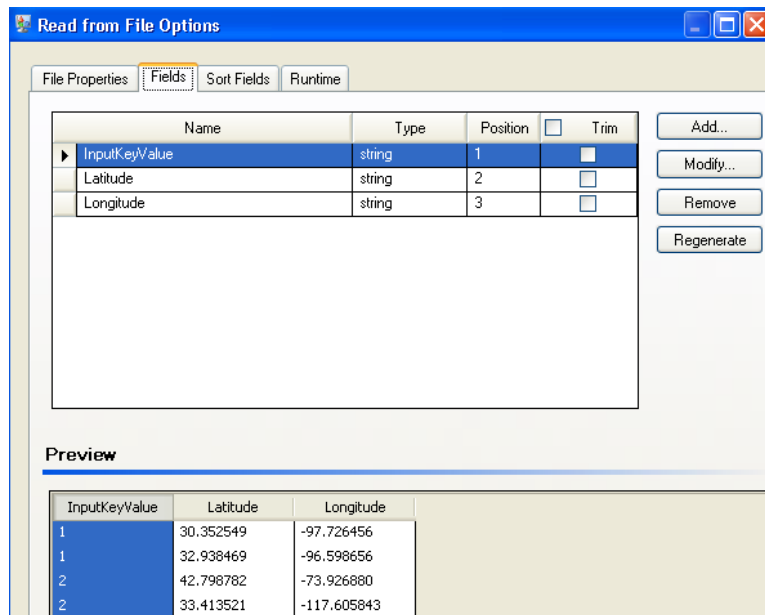 Read from File Options
File Properties Fields Sort Fields Runtime
Name Type Position Trim
InputKeyValue string 1
Latitude string 2
Longitude string 3
Add...
Modify...
Remove
Regenerate
Preview
InputKeyValue Latitude Longitude
1 30.352549 -97.726456
1 32.938469 -96.598656
2 42.798782 -73.926880
2 33.413521 -117.605843